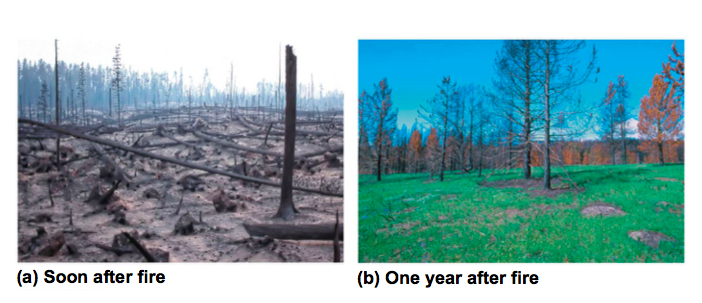 (a) Soon after fire
(b) One year after fire